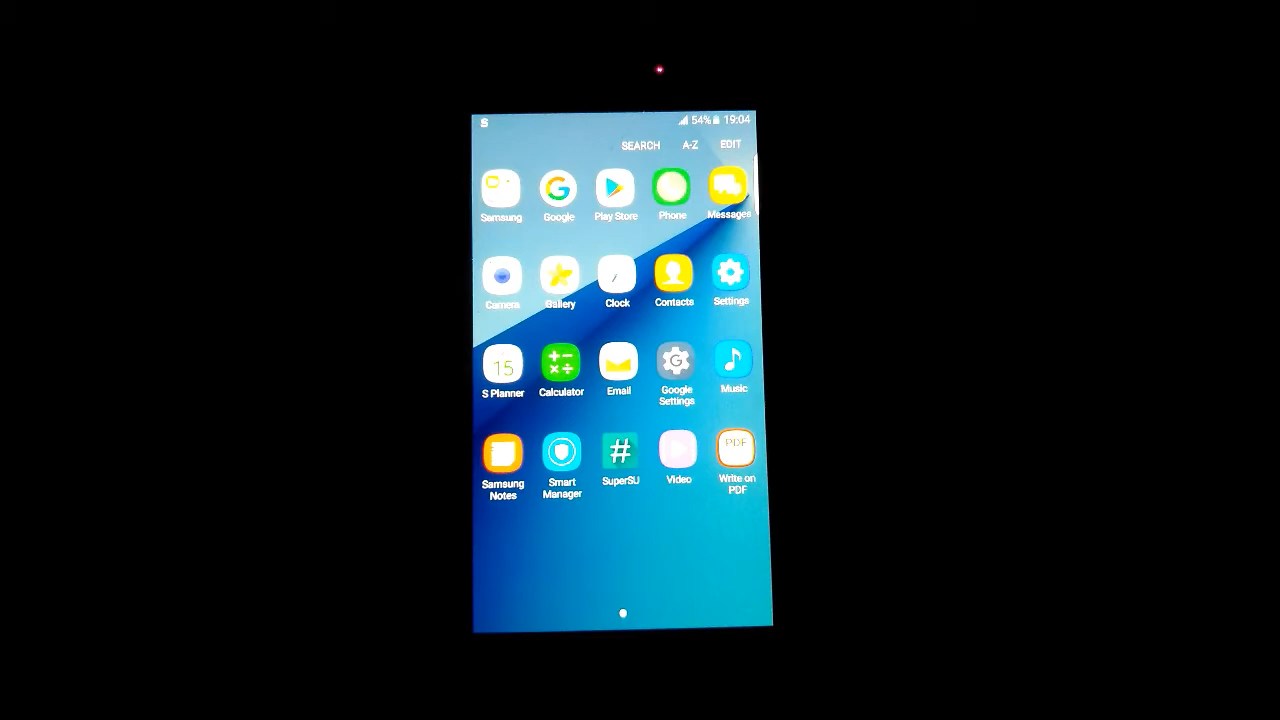 S 54% 19:04
SEARCH A-Z EDIT
Samsung Google Play Store Phone Messages
Camera Gallery Clock Contacts Settings
15 PDF
S Planner Calculator Email Google Settings Music
Samsung Notes Smart Manager SuperSU Video Write on PDF